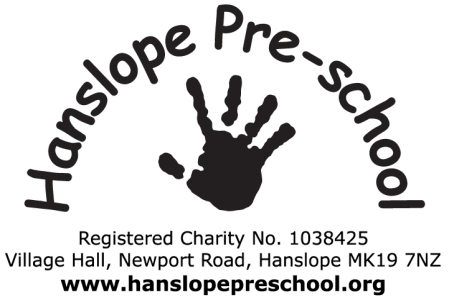 Hanslope Pre-school
Registered Charity No. 1038425
Village Hall, Newport Road, Hanslope MK19 7NZ
www.hanslopepreschool.org